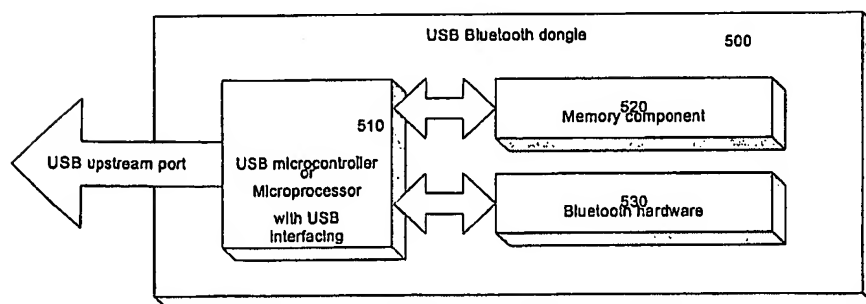 USB Bluetooth dongle
500
520
Memory component
510
USB upstream port
USB microcontroller
or
Microprocessor
with USB
Interfacing
530
Bluetooth hardware